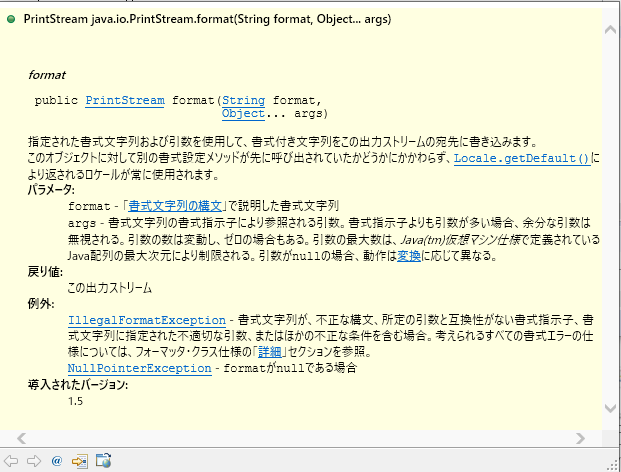 PrintStream java.io.PrintStream.format(String format, Object... args)
format
public PrintStream format(String format,
Object... args)
指定された書式文字列および引数を使用して、書式付き文字列をこの出力ストリームの宛先に書き込みます。
このオブジェクトに対して別の書式設定メソッドが先に呼び出されていたかどうかにかかわらず、Locale.getDefault()に
より返されるロケールが常に使用されます。
パラメータ:
format - 「書式文字列の構文」で説明した書式文字列
args - 書式文字列の書式指示子により参照される引数。書式指示子よりも引数が多い場合、余分な引数は
無視される。引数の数は変動し、ゼロの場合もある。引数の最大数は、Java(tm)仮想マシン仕様で定義されている
Java配列の最大次元により制限される。引数がnullの場合、動作は変換に応じて異なる。
戻り値:
この出力ストリーム
例外:
IllegalFormatException - 書式文字列が、不正な構文、所定の引数と互換性がない書式指示子、書
式文字列に指定された不適切な引数、またはほかの不正な条件を含む場合。考えられるすべての書式エラーの仕
様については、フォーマッタ・クラス仕様の「詳細」セクションを参照。
NullPointerException - formatがnullである場合
導入されたバージョン:
1.5